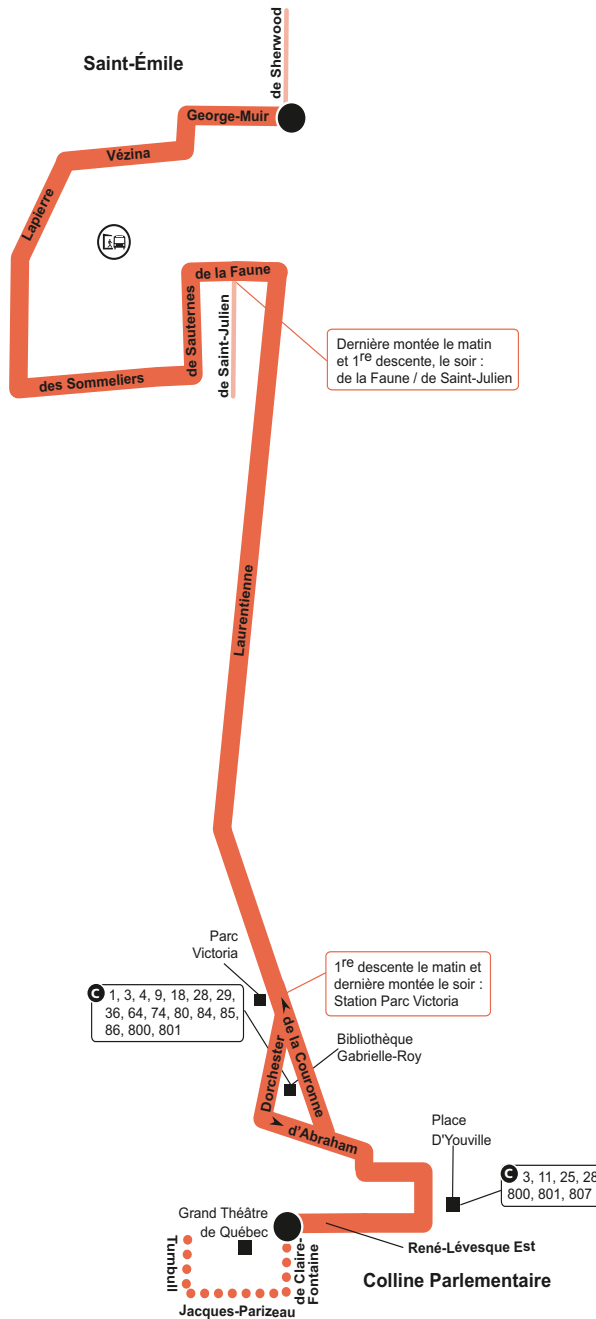 de Sherwood
Saint-Émile
George-Muir
Vézina
Lapierre
de la Faune
de Sauternes
de Saint-Julien
des Sommeliers
Dernière montée le matin
et 1re descente, le soir :
de la Faune / de Saint-Julien
Laurentienne
Parc
Victoria
1re descente le matin et
dernière montée le soir :
Station Parc Victoria
C 1, 3, 4, 9, 18, 28, 29,
36, 64, 74, 80, 84, 85,
86, 800, 801
de la Couronne
Dorchester
Bibliothèque
Gabrielle-Roy
d'Abraham
Place
D'Youville
C 3, 11, 25, 28
800, 801, 807
Grand Théâtre
de Québec
René-Lévesque Est
Turnbull
de Claire-
Fontaine
Colline Parlementaire
Jacques-Parizeau